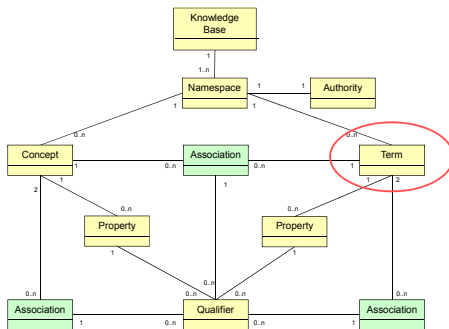 Knowledge
Base
1
1..n
Namespace
1
1
Authority
1
1
0..n
0..n
Concept
1
0..n
Association
0..n
1
Term
2
1
1
1
2
0..n
0..n
Property
Property
1
1
0..n
0..n
0..n
0..n
0..n
Association
1
0..n
Qualifier
0..n
1
Association